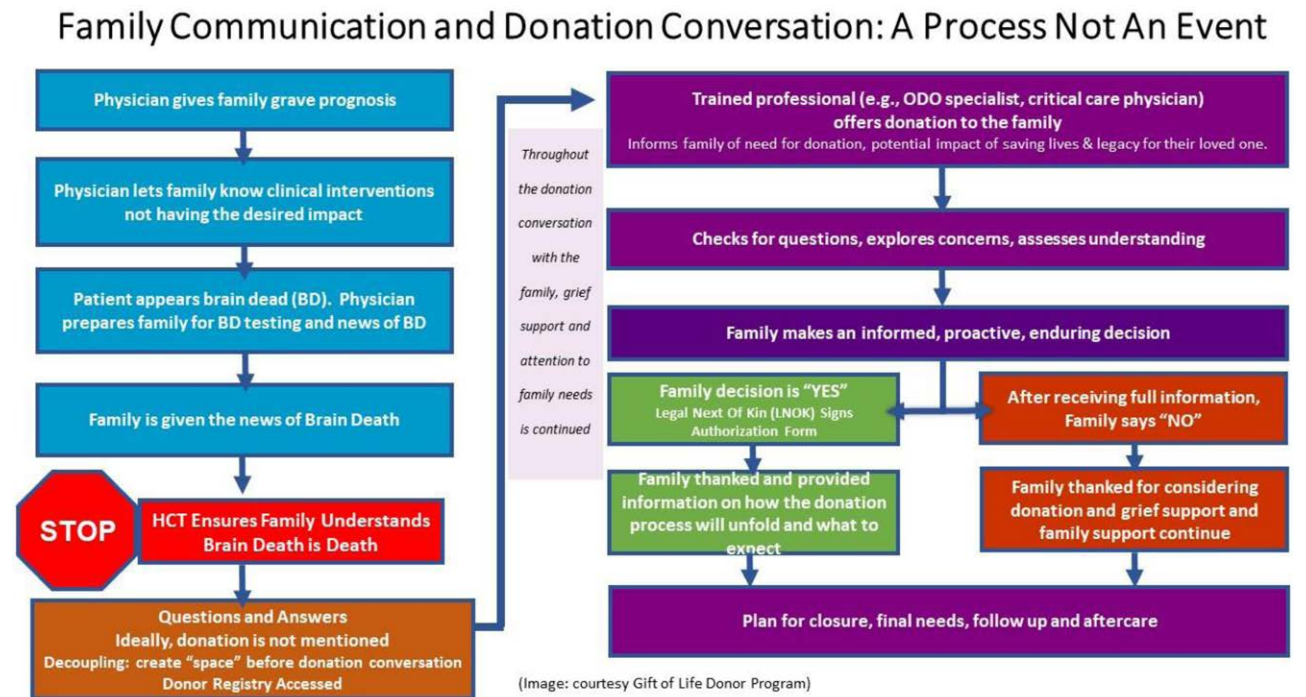 Family Communication and Donation Conversation: A Process Not An Event
Physician gives family grave prognosis
Physician lets family know clinical interventions
not having the desired impact
Patient appears brain dead (BD). Physician
prepares family for BD testing and news of BD
Family is given the news of Brain Death
STOP
HCT Ensures Family Understands
Brain Death is Death
Questions and Answers
Ideally, donation is not mentioned
Decoupling: create “space” before donation conversation
Donor Registry Accessed
Throughout
the donation
conversation
with the
family, grief
support and
attention to
family needs
is continued
Trained professional (e.g., ODO specialist, critical care physician)
offers donation to the family
Informs family of need for donation, potential impact of saving lives & legacy for their loved one.
Checks for questions, explores concerns, assesses understanding
Family makes an informed, proactive, enduring decision
Family decision is “YES”
Legal Next Of Kin (LNOK) Signs
Authorization Form
After receiving full information,
Family says “NO”
Family thanked and provided
information on how the donation
process will unfold and what to
expect
Family thanked for considering
donation and grief support and
family support continue
Plan for closure, final needs, follow up and aftercare
(Image: courtesy Gift of Life Donor Program)